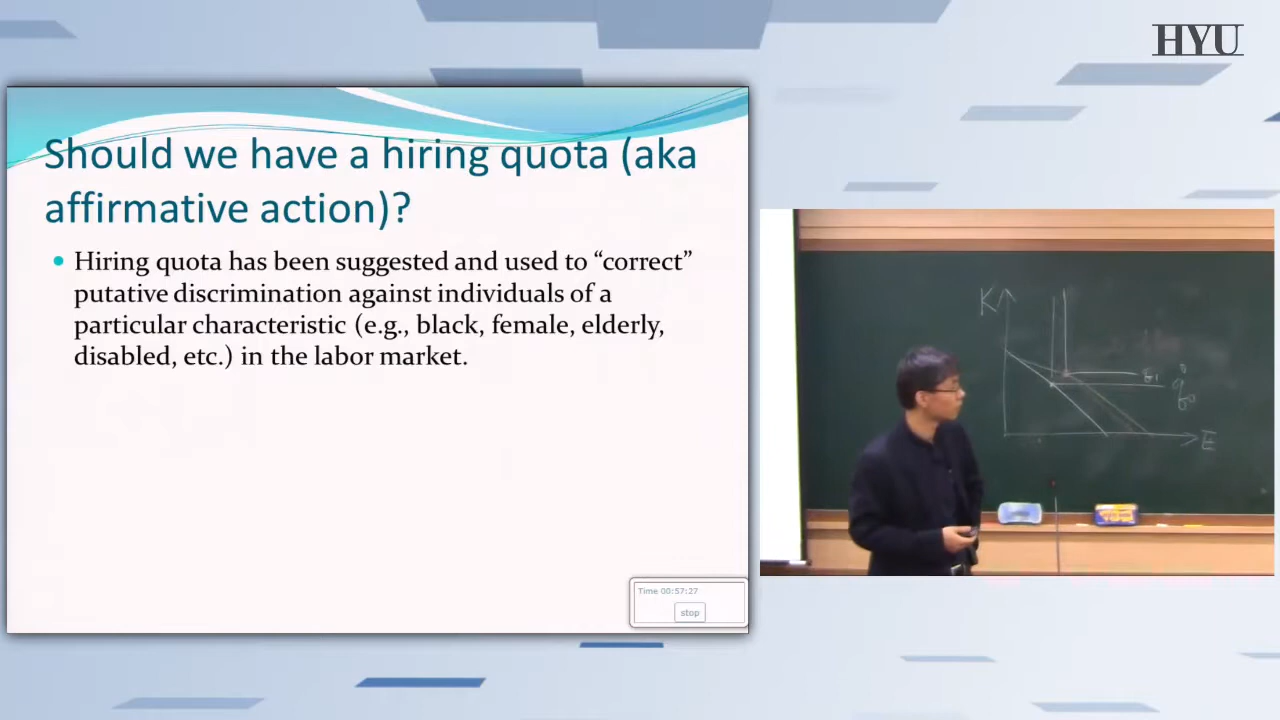 HYU
Should we have a hiring quota (aka
affirmative action)?
Hiring quota has been suggested and used to “correct”
putative discrimination against individuals of a
particular characteristic (e.g., black, female, elderly,
disabled, etc.) in the labor market.
Time 00:57:27
stop
K
E